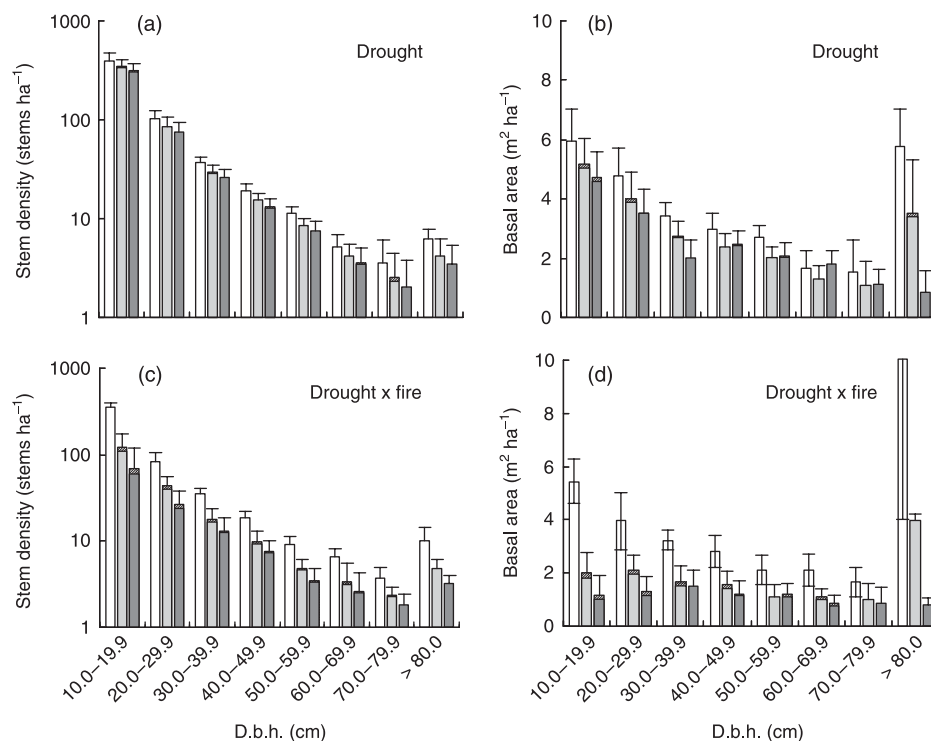 (a)
Drought
1000
100
10
1
Stem density (stems ha⁻¹)
(b)
Drought
10
8
6
4
2
0
Basal area (m² ha⁻¹)
(c)
Drought x fire
1000
100
10
1
Stem density (stems ha⁻¹)
10.0–19.9
20.0–29.9
30.0–39.9
40.0–49.9
50.0–59.9
60.0–69.9
70.0–79.9
> 80.0
D.b.h. (cm)
(d)
Drought x fire
10
8
6
4
2
0
Basal area (m² ha⁻¹)
10.0–19.9
20.0–29.9
30.0–39.9
40.0–49.9
50.0–59.9
60.0–69.9
70.0–79.9
> 80.0
D.b.h. (cm)